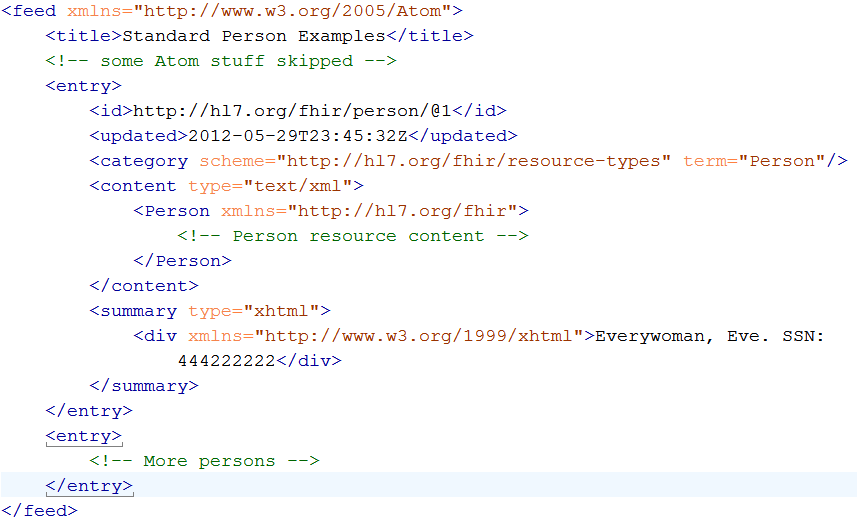 <feed xmlns="http://www.w3.org/2005/Atom">
    <title>Standard Person Examples</title>
    <!-- some Atom stuff skipped -->
    <entry>
        <id>http://hl7.org/fhir/person/@1</id>
        <updated>2012-05-29T23:45:32Z</updated>
        <category scheme="http://hl7.org/fhir/resource-types" term="Person"/>
        <content type="text/xml">
            <Person xmlns="http://hl7.org/fhir">
                <!-- Person resource content -->
            </Person>
        </content>
        <summary type="xhtml">
            <div xmlns="http://www.w3.org/1999/xhtml">Everywoman, Eve. SSN:
                444222222</div>
        </summary>
    </entry>
    <entry>
        <!-- More persons -->
    </entry>
</feed>